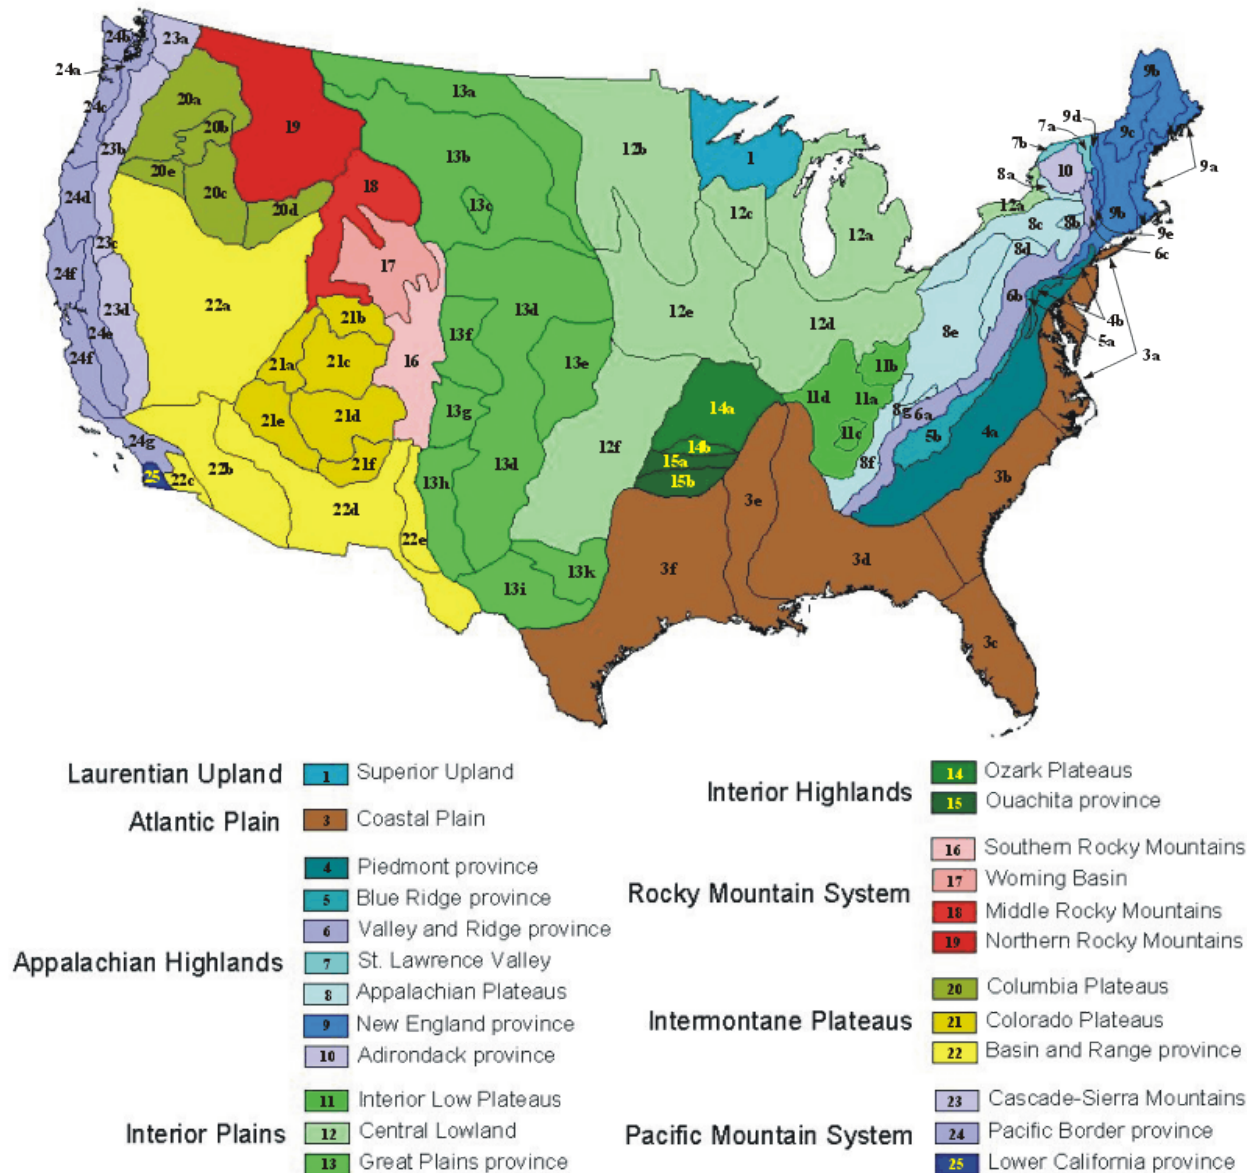 24b
23a
24a
24c
20a
20b
19
13a
23b
13b
12b
1
9b
9d
7a
9c
7b
10
9a
8a
20e
20c
18
24d
20d
13c
12c
12a
12a
8c
8b
9b
9e
23c
17
8d
6c
24f
22a
23d
21b
13f
13d
12e
12d
6b
4b
24e
5a
8e
3a
24f
21a
21c
16
13e
11b
11d
11a
21e
21d
13g
14a
8g
6a
24g
12f
14b
11c
5b
4a
25
22c
22b
21f
13h
13d
15a
15b
8f
3b
22d
22e
3e
3f
3d
13k
13i
3c
Laurentian Upland
1 Superior Upland
Atlantic Plain
3 Coastal Plain
Appalachian Highlands
4 Piedmont province
5 Blue Ridge province
6 Valley and Ridge province
7 St. Lawrence Valley
8 Appalachian Plateaus
9 New England province
10 Adirondack province
Interior Plains
11 Interior Low Plateaus
12 Central Lowland
13 Great Plains province
Interior Highlands
14 Ozark Plateaus
15 Ouachita province
Rocky Mountain System
16 Southern Rocky Mountains
17 Woming Basin
18 Middle Rocky Mountains
19 Northern Rocky Mountains
Intermontane Plateaus
20 Columbia Plateaus
21 Colorado Plateaus
22 Basin and Range province
Pacific Mountain System
23 Cascade-Sierra Mountains
24 Pacific Border province
25 Lower California province